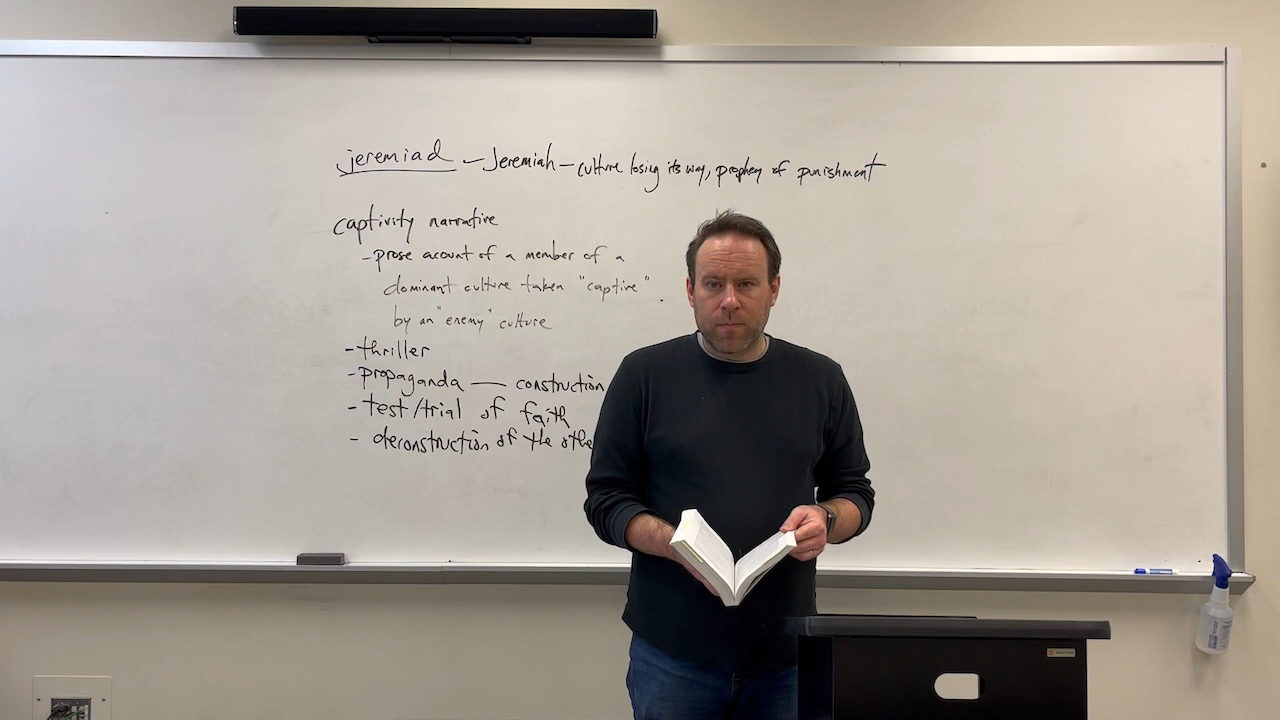 jeremiad - Jeremiah - culture losing its way, prophecy of punishment
captivity narrative
- prose account of a member of a
dominant culture taken "captive"
by an "enemy" culture
- thriller
- propaganda — construction
- test/trial of faith
- deconstruction of the othe